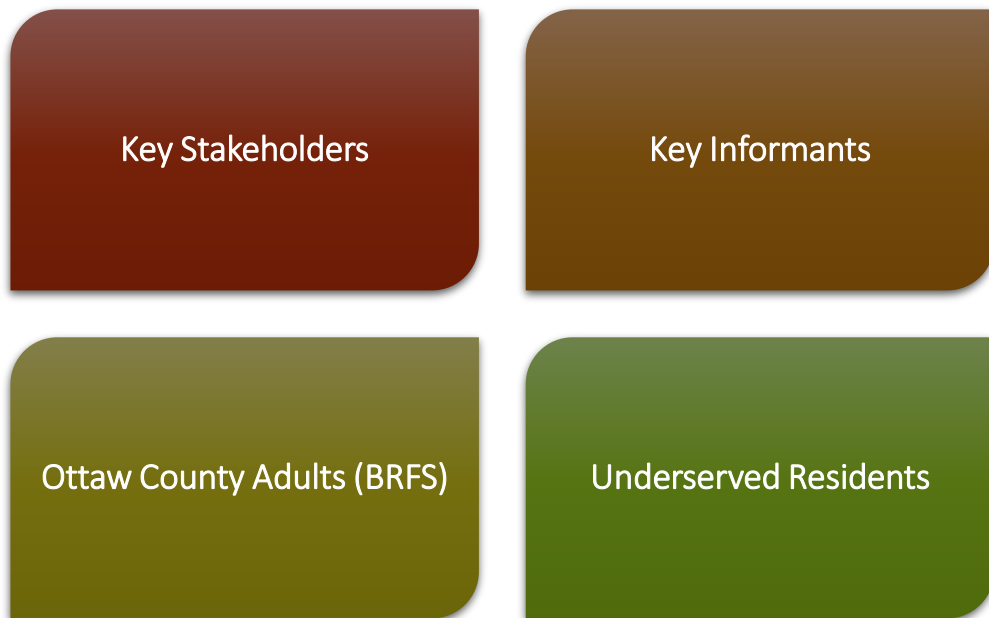 Key Stakeholders
Key Informants
Ottaw County Adults (BRFS)
Underserved Residents